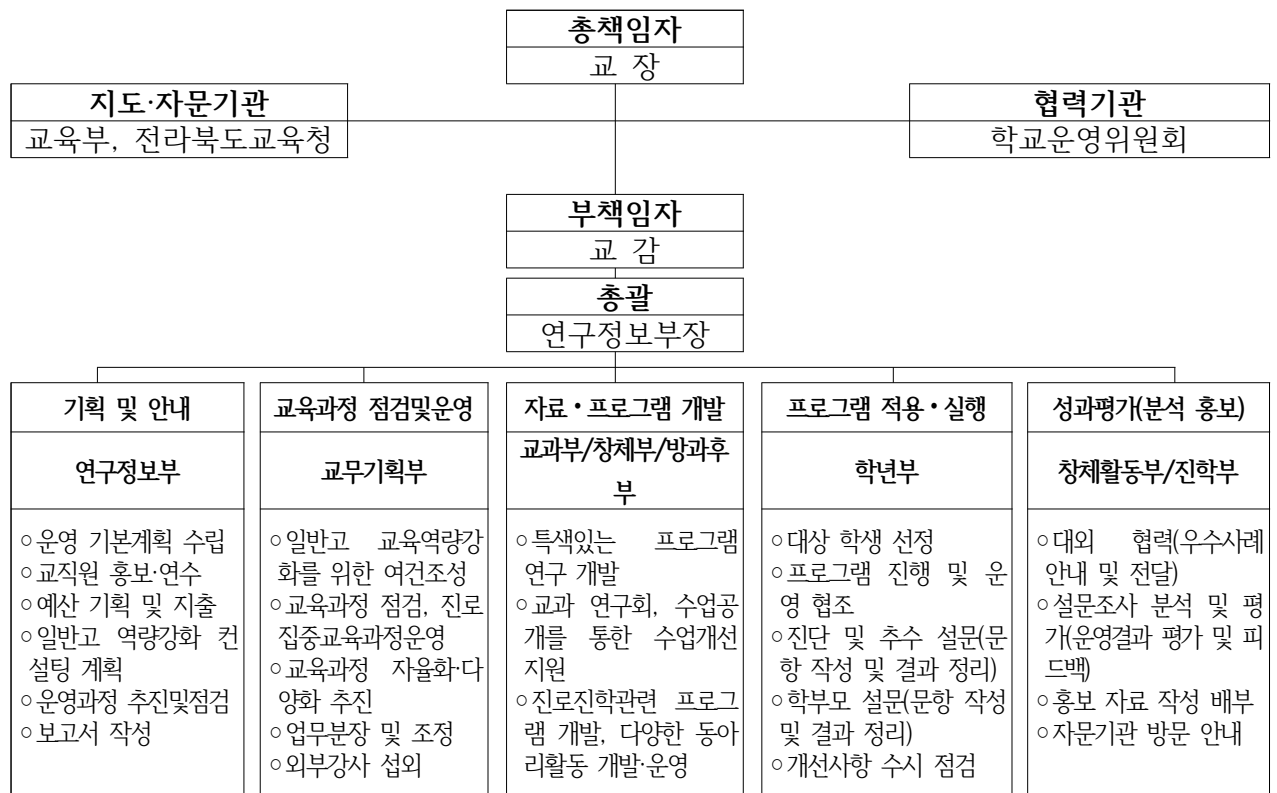 총책임자
교 장
지도·자문기관
교육부, 전라북도교육청
협력기관
학교운영위원회
부책임자
교 감
총괄
연구정보부장
기획 및 안내
연구정보부
○운영 기본계획 수립
○교직원 홍보·연수
○예산 기획 및 지출
○일반고 역량강화 컨
설팅 계획
○운영과정 추진및점검
○보고서 작성
교육과정 점검및운영
교무기획부
○일반고 교육역량강
화를 위한 여건조성
○교육과정 점검, 진로
집중교육과정운영
○교육과정 자율화·다
양화 추진
○업무분장 및 조정
○외부강사 섭외
자료·프로그램 개발
교과부/창체부/방과후
부
○특색있는 프로그램
연구 개발
○교과 연구회, 수업공
개를 통한 수업개선
지원
○진로진학관련 프로그
램 개발, 다양한 동아
리활동 개발·운영
프로그램 적용·실행
학년부
○대상 학생 선정
○프로그램 진행 및 운
영 협조
○진단 및 추수 설문(문
항 작성 및 결과 정리)
○학부모 설문(문항 작성
및 결과 정리)
○개선사항 수시 점검
성과평가(분석 홍보)
창체활동부/진학부
○대외 협력(우수사례
안내 및 전달)
○설문조사 분석 및 평
가(운영결과 평가 및 피
드백)
○홍보 자료 작성 배부
○자문기관 방문 안내